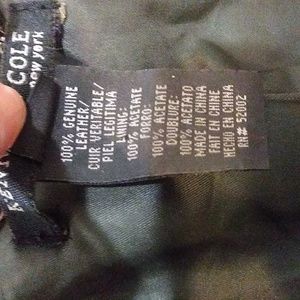 COLE
new york
100% GENUINE
LEATHER/
CUIR VERITABLE/
PIEL LEGITIMA
LINING:
100% ACETATE
FORRO:
100% ACETATE
DOUBLURE:
100% ACETATO
MADE IN CHINA
FAIT EN CHINE
HECHO EN CHINA
RN# 52002